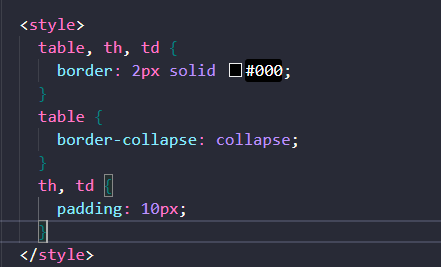 <style>
table, th, td {
border: 2px solid #000;
}
table {
border-collapse: collapse;
}
th, td {
padding: 10px;
}
</style>